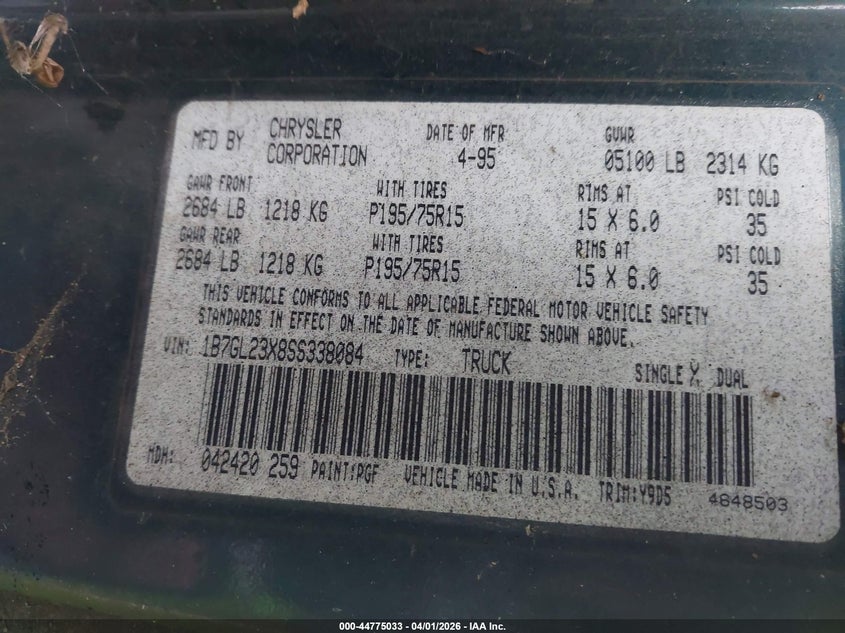 MFD BY CHRYSLER CORPORATION DATE OF MFR 4-95 GVWR 05100 LB 2314 KG
GAWR FRONT WITH TIRES RIMS AT PSI COLD
2684 LB 1218 KG P195/75R15 15 X 6.0 35
GAWR REAR WITH TIRES RIMS AT PSI COLD
2684 LB 1218 KG P195/75R15 15 X 6.0 35
THIS VEHICLE CONFORMS TO ALL APPLICABLE FEDERAL MOTOR VEHICLE SAFETY
STANDARDS IN EFFECT ON THE DATE OF MANUFACTURE SHOWN ABOVE.
VIN: 1B7GL23X8SS338084 TYPE: TRUCK SINGLE X DUAL
MDH: 042420 259 PAINT:PGF VEHICLE MADE IN U.S.A. TRIM:Y9D5 4648503
000-44775033 - 04/01/2026 - IAA Inc.